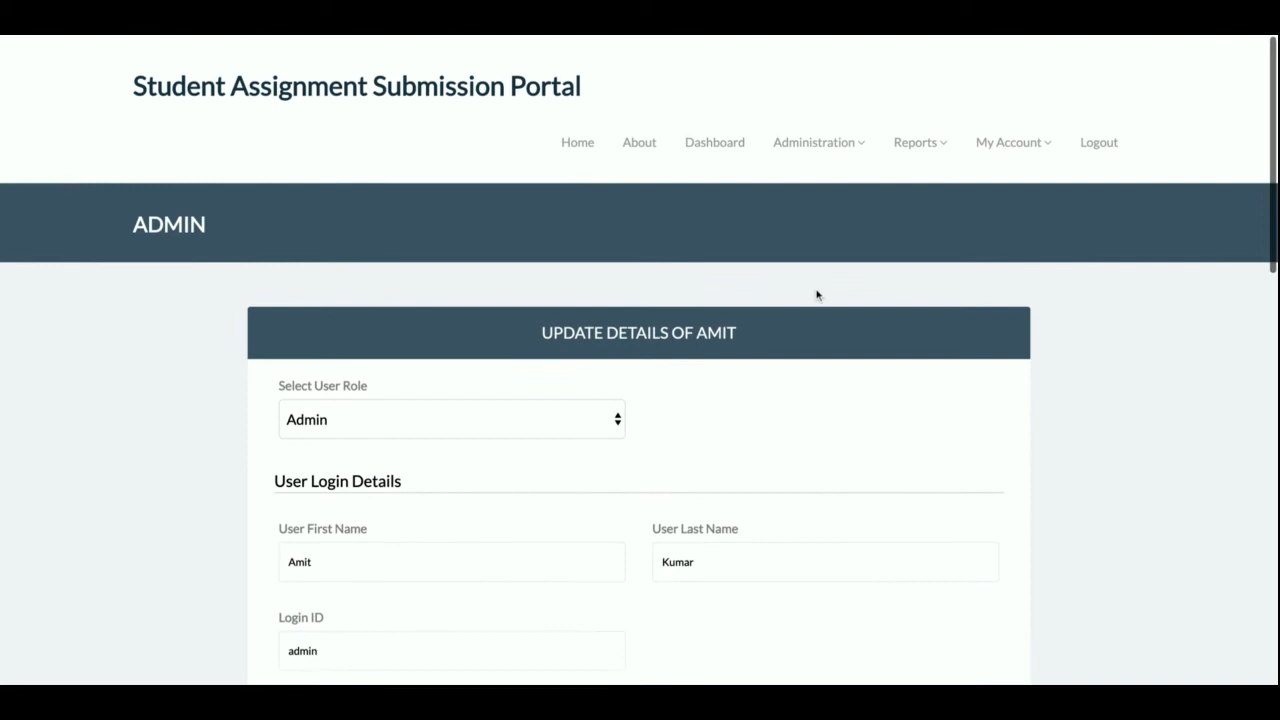 Student Assignment Submission Portal
Home About Dashboard Administration Reports My Account Logout
ADMIN
UPDATE DETAILS OF AMIT
Select User Role
Admin
User Login Details
User First Name User Last Name
Amit Kumar
Login ID
admin